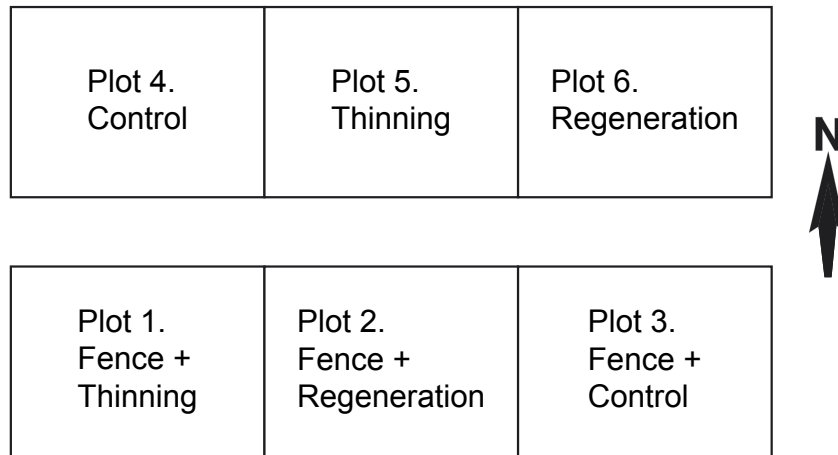 Plot 4.
Control
Plot 5.
Thinning
Plot 6.
Regeneration
N
Plot 1.
Fence +
Thinning
Plot 2.
Fence +
Regeneration
Plot 3.
Fence +
Control